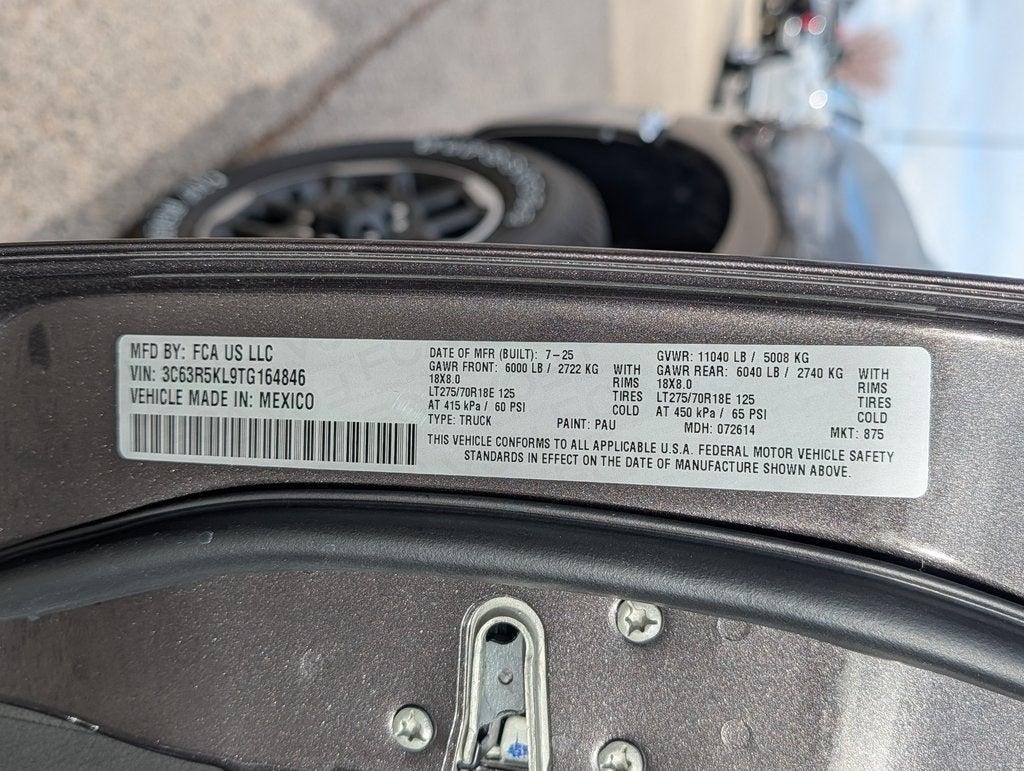 MFD BY: FCA US LLC
VIN: 3C63R5KL9TG164846
VEHICLE MADE IN: MEXICO
DATE OF MFR (BUILT): 7-25
GAWR FRONT: 6000 LB / 2722 KG WITH
18X8.0 RIMS
LT275/70R18E 125 TIRES
AT 415 kPa / 60 PSI COLD
TYPE: TRUCK PAINT: PAU
GVWR: 11040 LB / 5008 KG
GAWR REAR: 6040 LB / 2740 KG WITH
18X8.0 RIMS
LT275/70R18E 125 TIRES
AT 450 kPa / 65 PSI COLD
MDH: 072614 MKT: 875
THIS VEHICLE CONFORMS TO ALL APPLICABLE U.S.A. FEDERAL MOTOR VEHICLE SAFETY
STANDARDS IN EFFECT ON THE DATE OF MANUFACTURE SHOWN ABOVE.